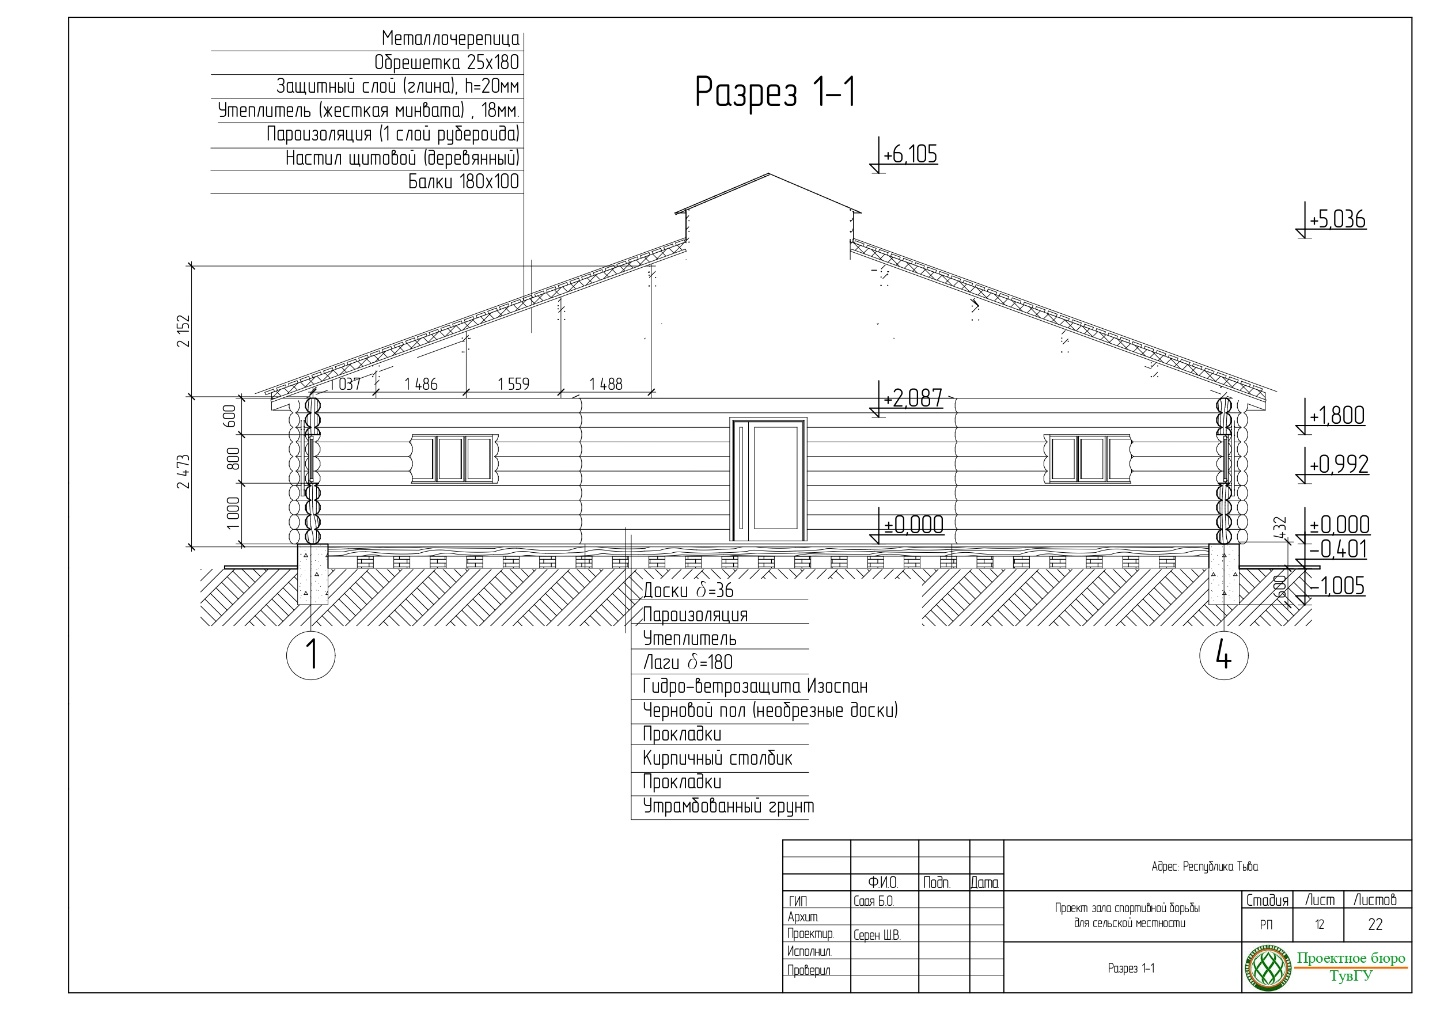 Металлочерепица
Обрешетка 25х180
Защитный слой (глина), h=20мм
Утеплитель (жесткая минвата) , 18мм.
Пароизоляция (1 слой рубероида)
Настил щитовой (деревянный)
Балки 180х100
Разрез 1-1
+6,105
+5,036
2 152
1 037
1 486
1 559
1 488
+2,087
+1,800
600
800
2 473
+0,992
1 000
±0,000
432
±0,000
-0,401
600
-1,005
Доски δ=36
Пароизоляция
Утеплитель
Лаги δ=180
Гидро-ветрозащита Изоспан
Черновой пол (необрезные доски)
Прокладки
Кирпичный столбик
Прокладки
Утрамбованный грунт
1
4
Адрес: Республика Тыва
Ф.И.О. Подп. Дата
ГИП Саая Б.О.
Архит.
Проектир. Серен Ш.В.
Исполнил.
Проверил
Проект зала спортивной борьбы
для сельской местности
Стадия Лист Листов
РП 12 22
Разрез 1-1
Проектное бюро
ТувГУ